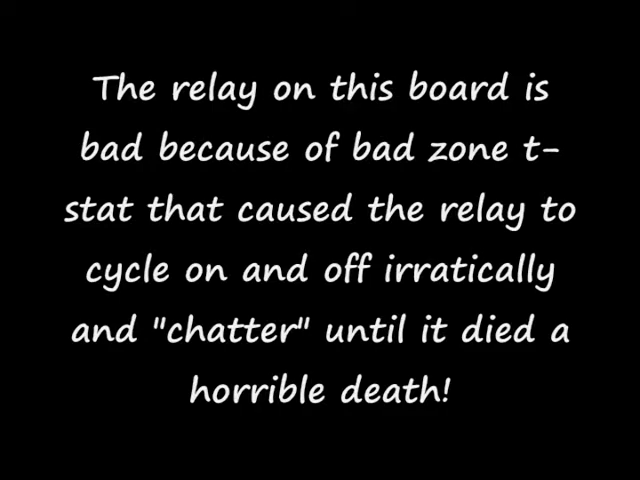 The relay on this board is
bad because of bad zone t-
stat that caused the relay to
cycle on and off irratically
and "chatter" until it died a
horrible death!